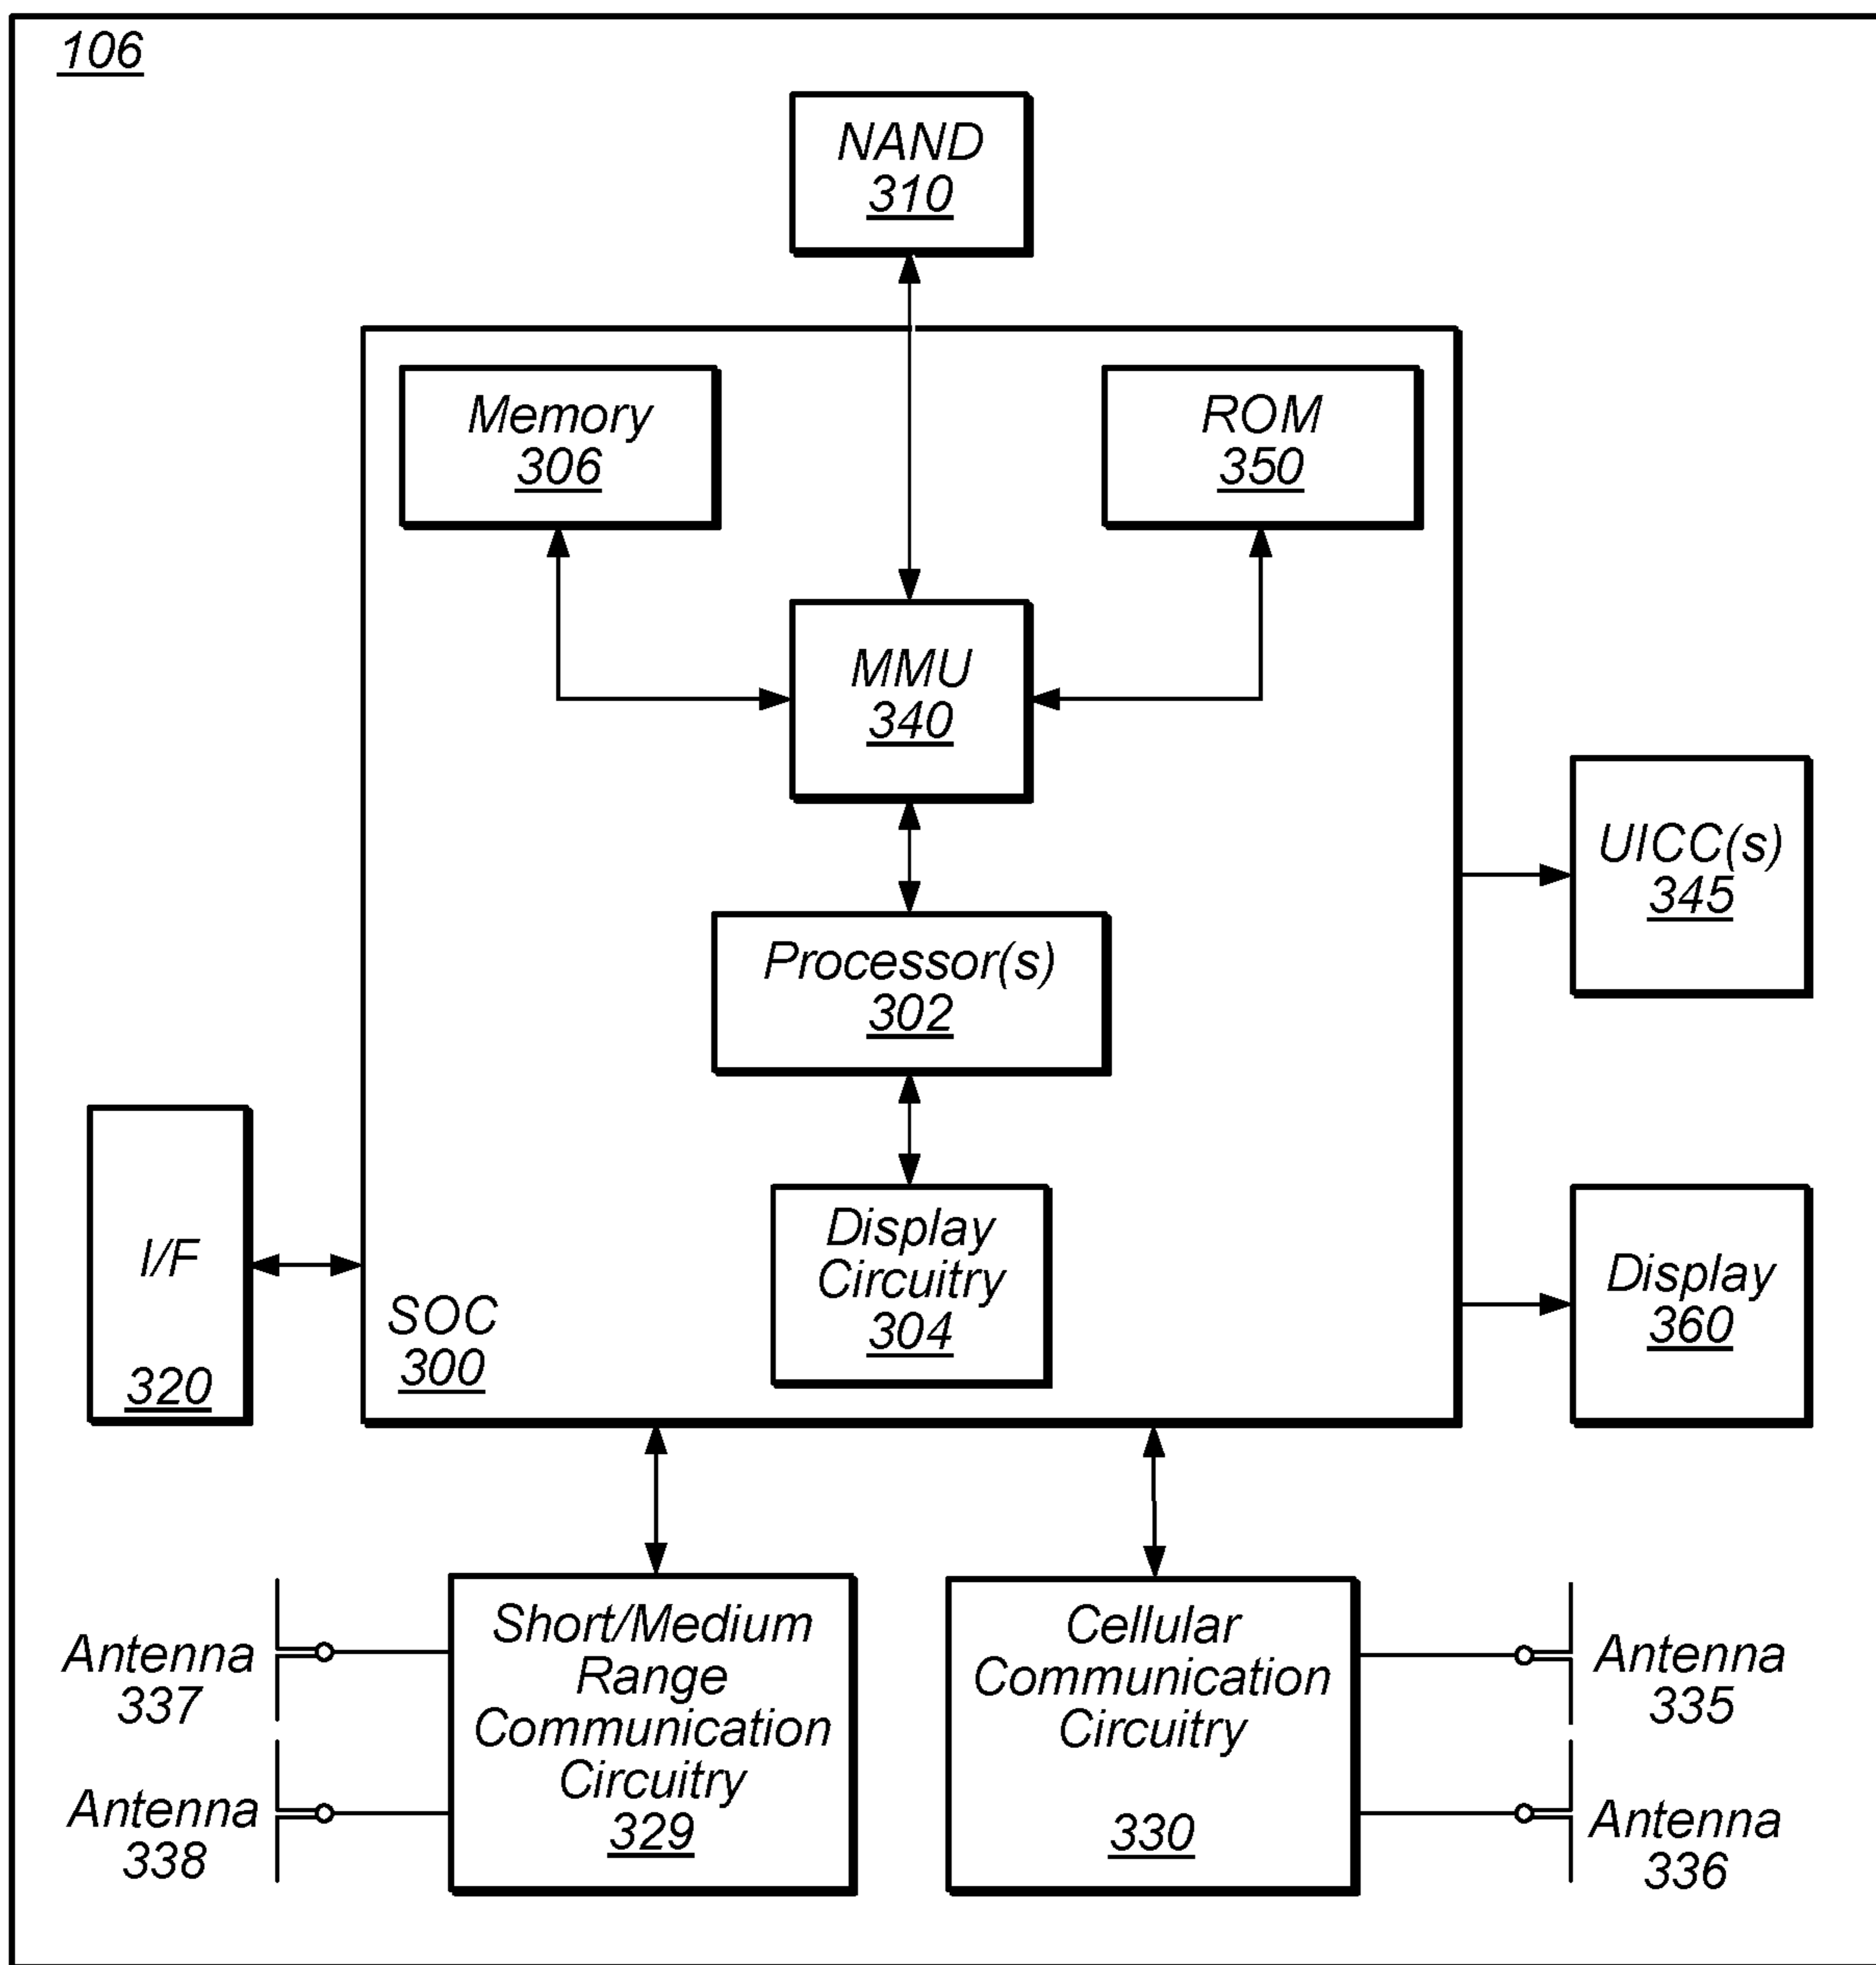 106
NAND
310
Memory
306
ROM
350
MMU
340
UICC(s)
345
Processor(s)
302
Display
Circuitry
304
I/F
320
SOC
300
Display
360
Short/Medium
Range
Communication
Circuitry
329
Cellular
Communication
Circuitry
330
Antenna
337
Antenna
338
Antenna
335
Antenna
336